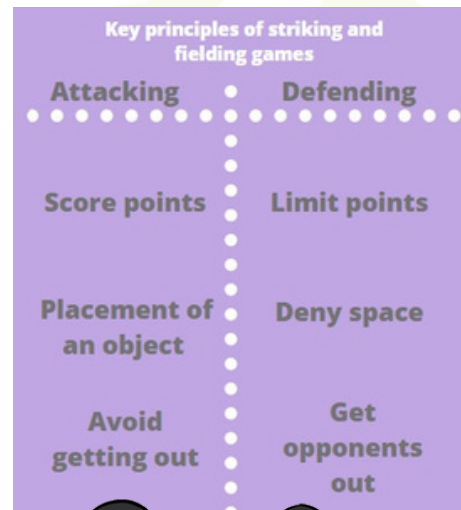 Key principles of striking and
fielding games
Attacking
Defending
Score points
Limit points
Placement of
an object
Deny space
Avoid
getting out
Get
opponents
out